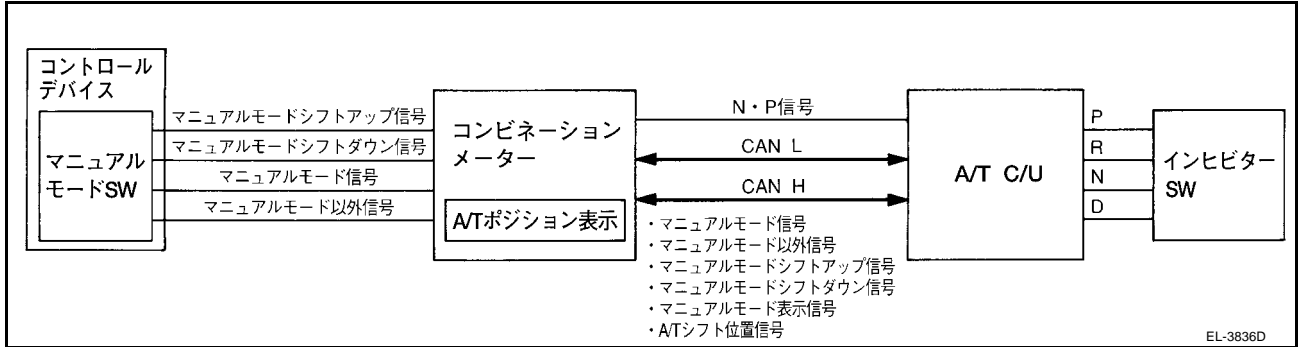 コントロール
デバイス
マニュアル
モードSW
マニュアルモードシフトアップ信号
マニュアルモードシフトダウン信号
マニュアルモード信号
マニュアルモード以外信号
コンビネーション
メーター
A/Tポジション表示
N・P信号
CAN L
CAN H
・マニュアルモード信号
・マニュアルモード以外信号
・マニュアルモードシフトアップ信号
・マニュアルモードシフトダウン信号
・マニュアルモード表示信号
・A/Tシフト位置信号
A/T C/U
P
R
N
D
インヒビター
SW
EL-3836D